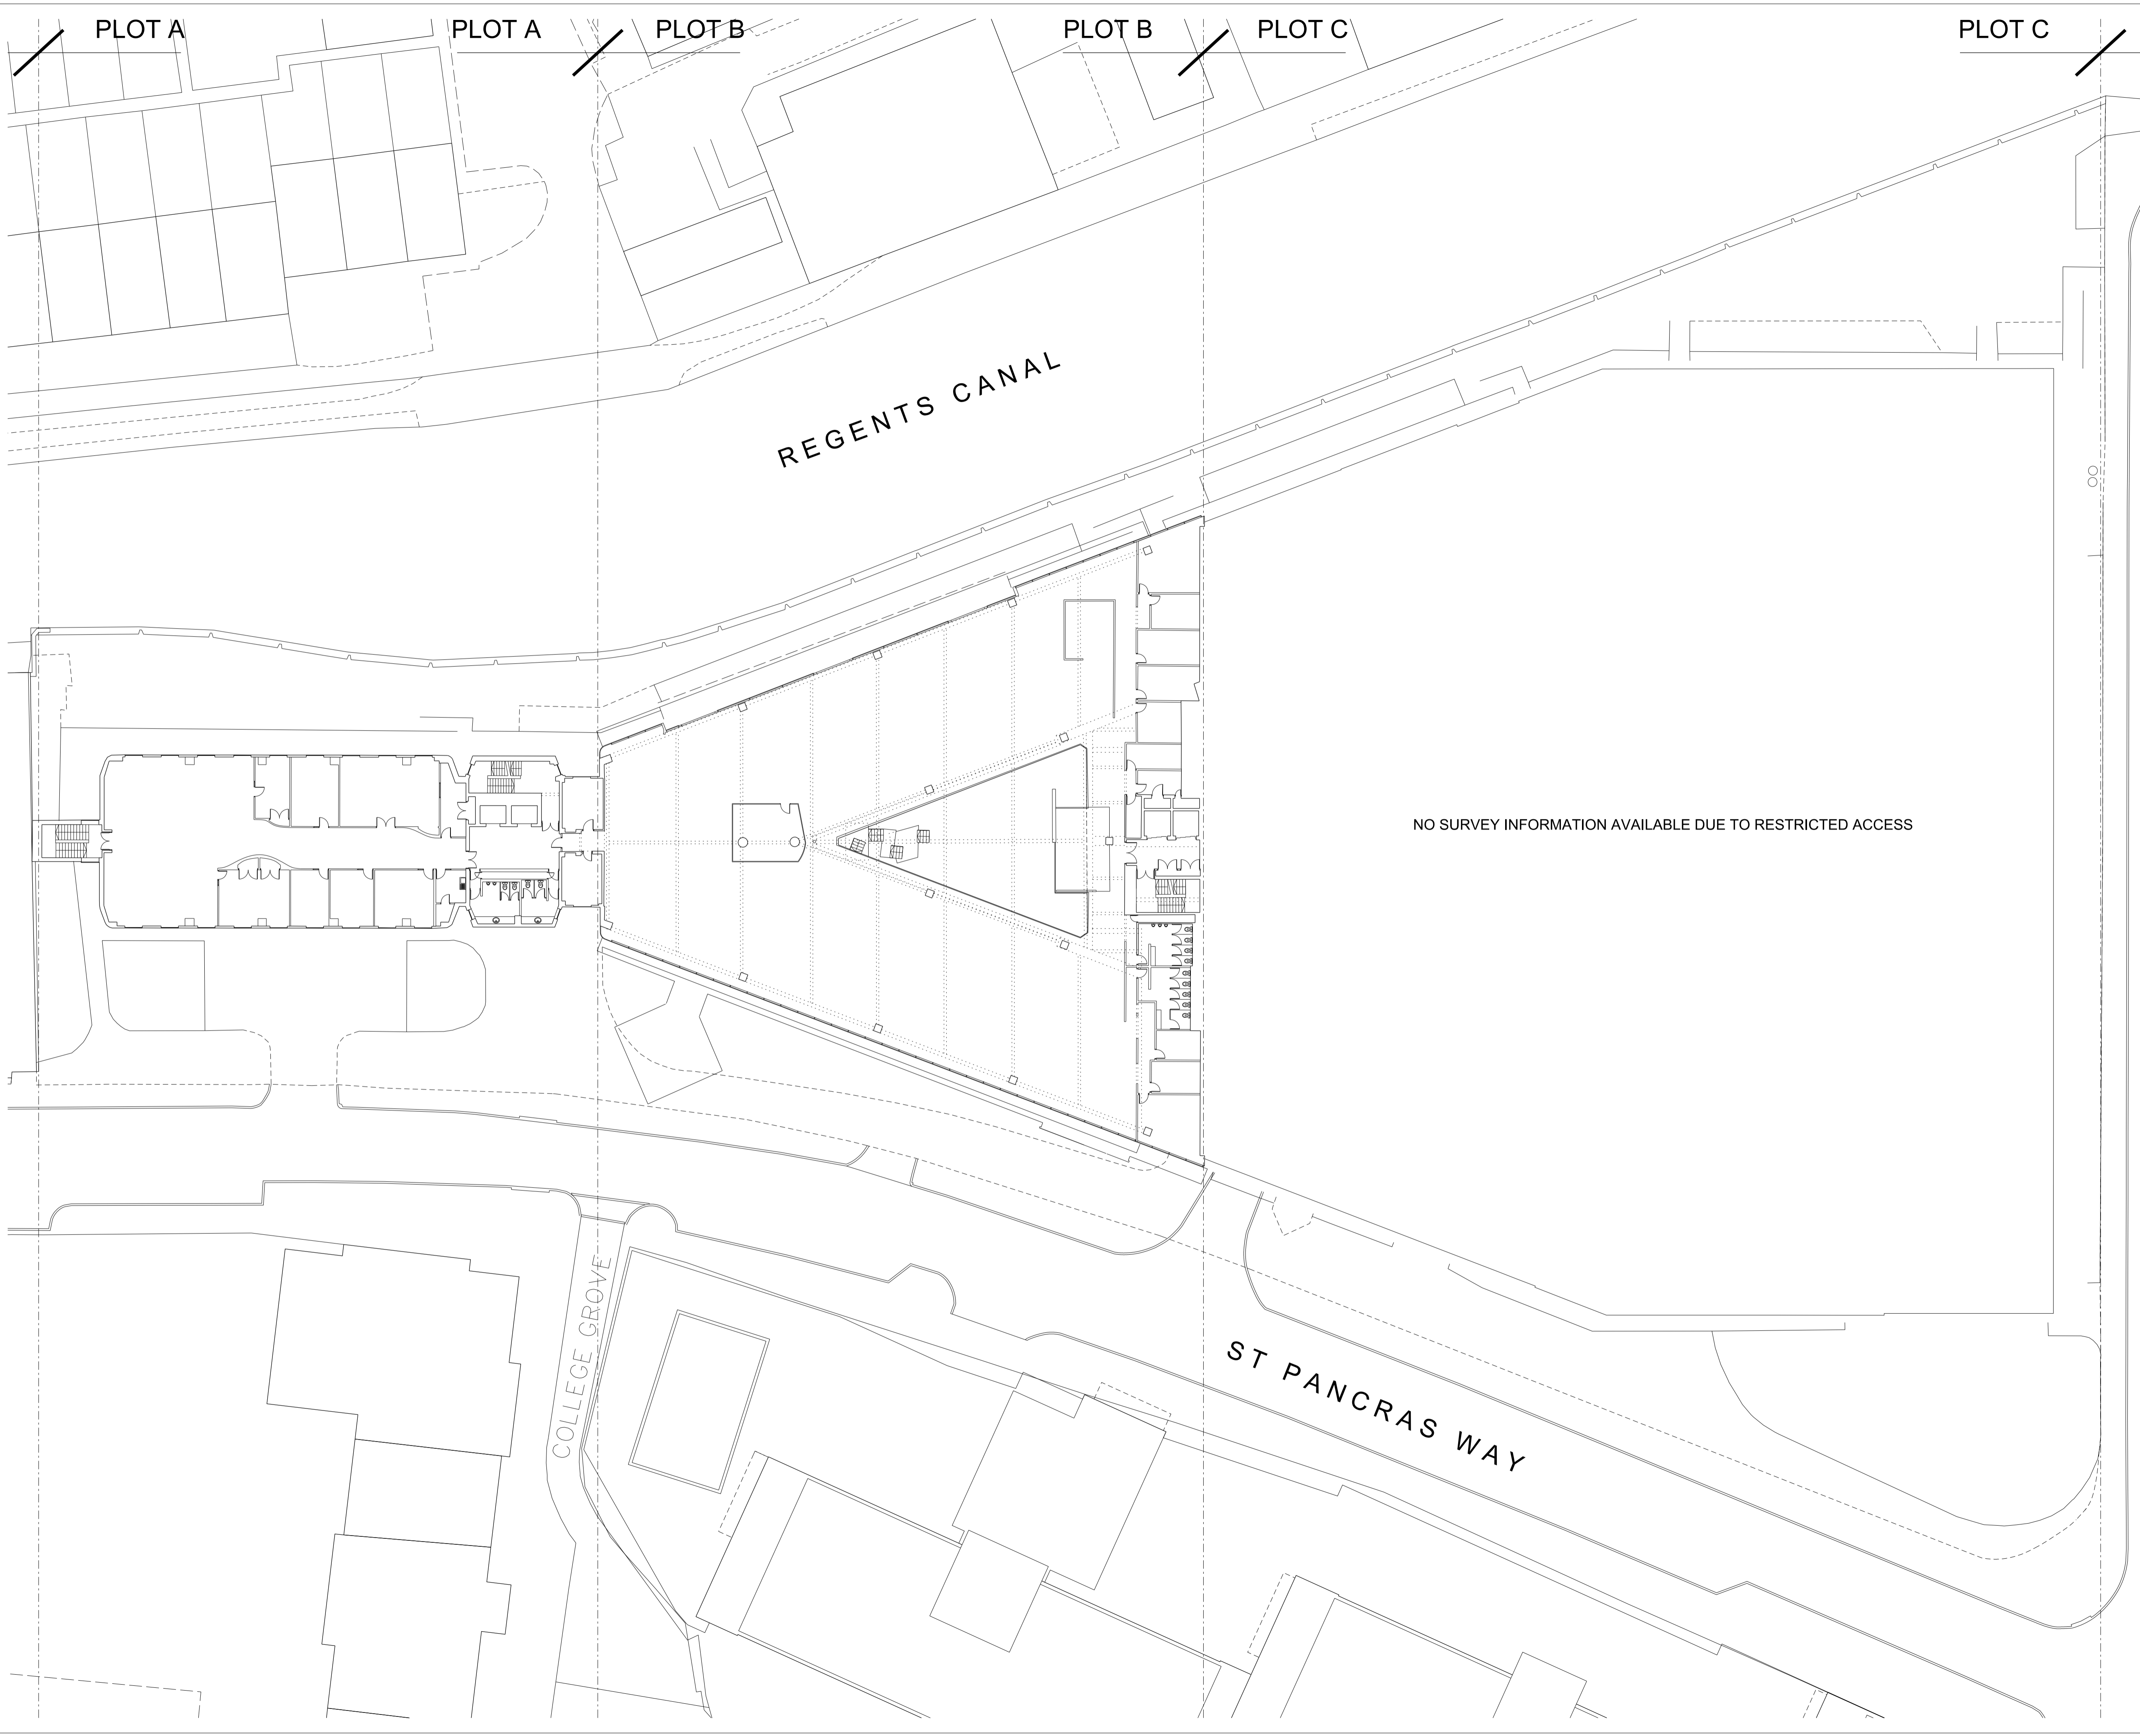 PLOT A
PLOT A
PLOT B
PLOT B
PLOT C
PLOT C
REGENTS CANAL
NO SURVEY INFORMATION AVAILABLE DUE TO RESTRICTED ACCESS
COLLEGE GROVE
ST PANCRAS WAY